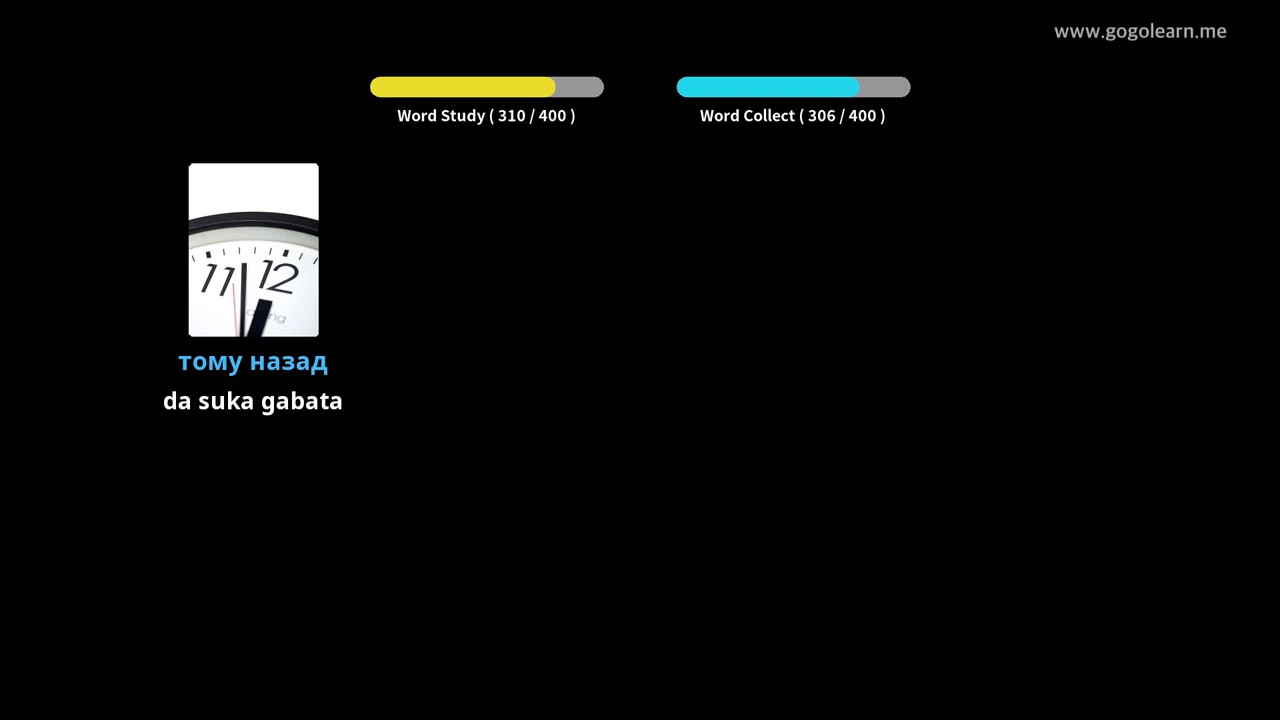 www.gogolearn.me
Word Study ( 310 / 400 )
Word Collect ( 306 / 400 )
11 12
тому назад
da suka gabata